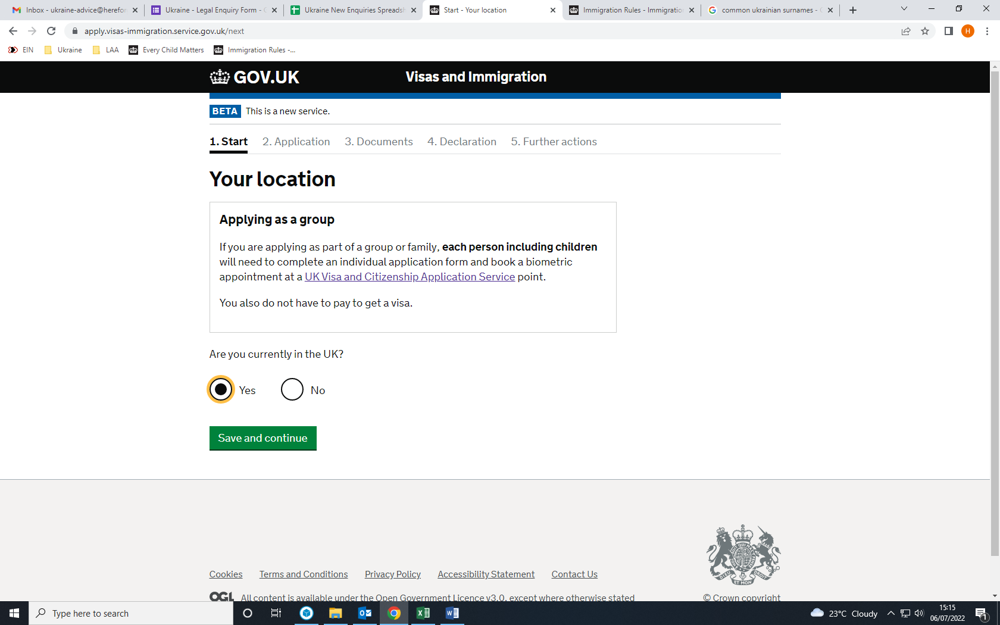 Inbox - ukraine-advice@herefor
Ukraine - Legal Enquiry Form -
Ukraine New Enquiries Spreadsh
Start - Your location
Immigration Rules - Immigratio
common ukrainian surnames -
apply.visas-immigration.service.gov.uk/next
H
EIN
Ukraine
LAA
Every Child Matters
Immigration Rules -...
GOV.UK
Visas and Immigration
BETA This is a new service.
1. Start 2. Application 3. Documents 4. Declaration 5. Further actions
Your location
Applying as a group
If you are applying as part of a group or family, each person including children
will need to complete an individual application form and book a biometric
appointment at a UK Visa and Citizenship Application Service point.
You also do not have to pay to get a visa.
Are you currently in the UK?
Yes No
Save and continue
Cookies Terms and Conditions Privacy Policy Accessibility Statement Contact Us
OGL All content is available under the Open Government Licence v3.0, except where otherwise stated
© Crown copyright
Type here to search
23°C Cloudy
15:15
06/07/2022
1